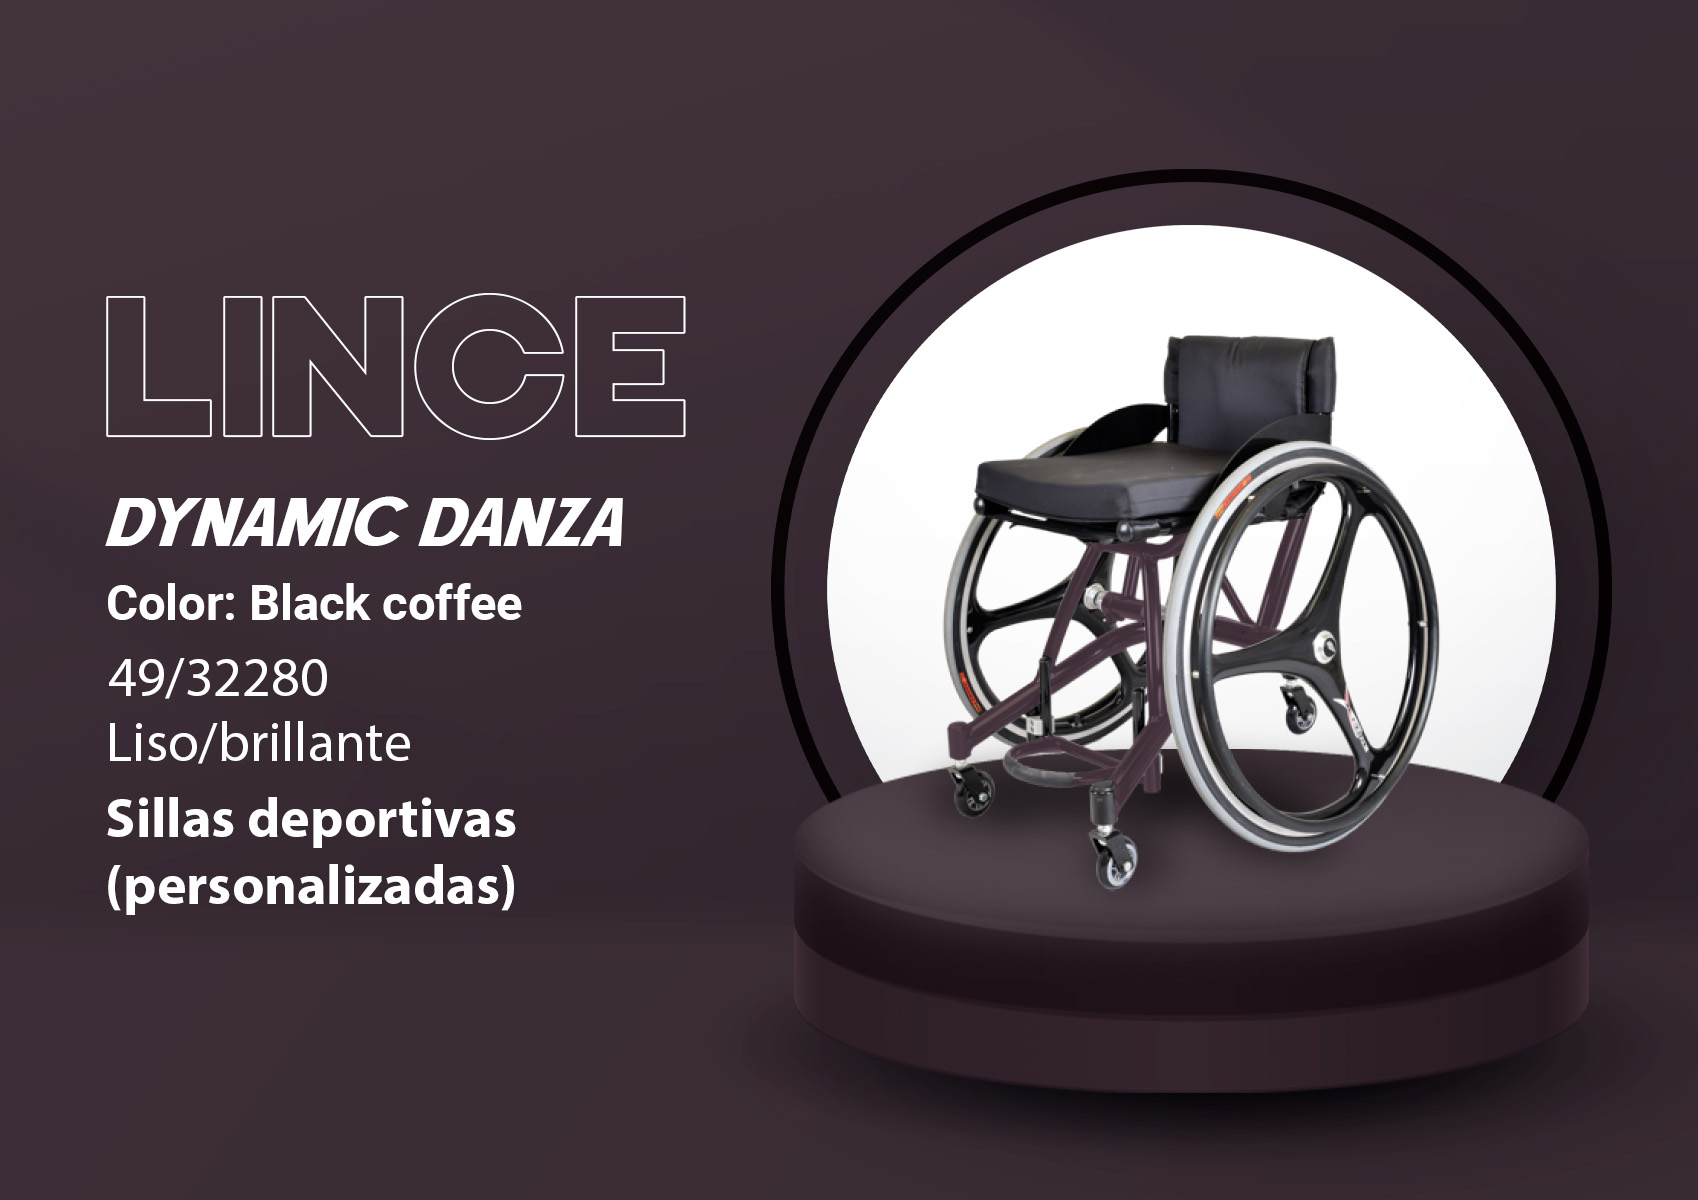 LINCE
DYNAMIC DANZA
Color: Black coffee
49/32280
Liso/brillante
Sillas deportivas
(personalizadas)